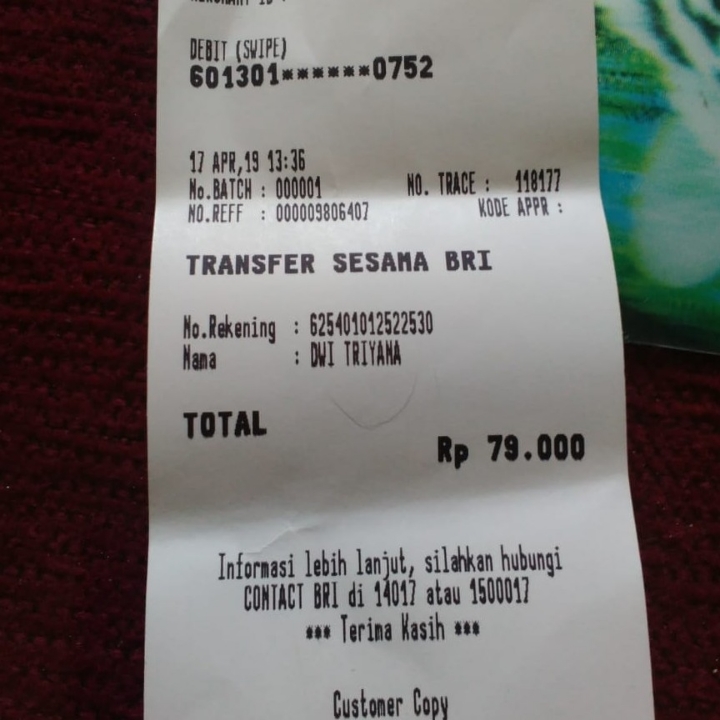 DEBIT (SWIPE)
601301******0752
17 APR,19 13:36
No.BATCH : 000001 NO. TRACE : 118177
NO.REFF : 000009806407 KODE APPR :
TRANSFER SESAMA BRI
No.Rekening : 625401012522530
Nama : DWI TRIYANA
TOTAL
Rp 79.000
Informasi lebih lanjut, silahkan hubungi
CONTACT BRI di 14017 atau 1500017
*** Terima Kasih ***
Customer Copy